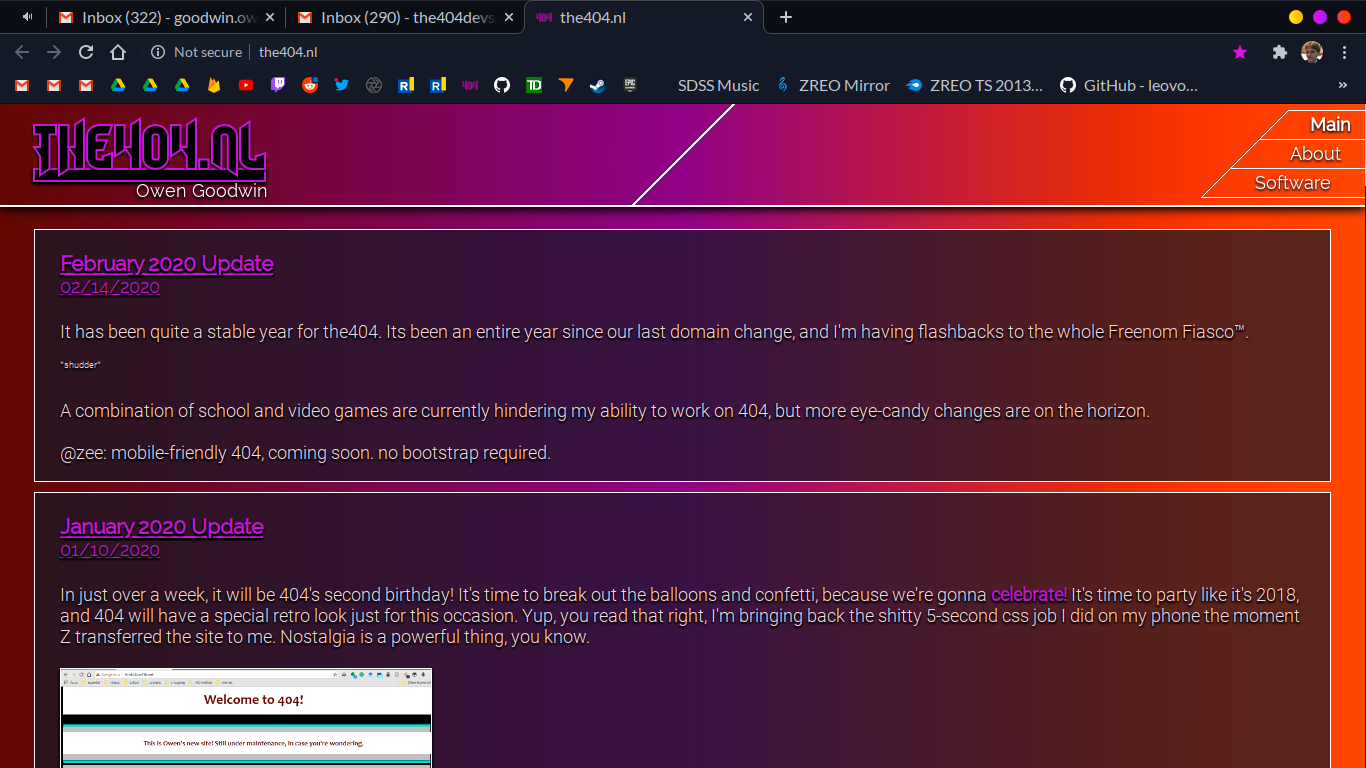 Inbox (322) - goodwin.ow
Inbox (290) - the404devs
404 the404.nl
Not secure the404.nl
404 TD EPIC GAMES SDSS Music ZREO Mirror ZREO TS 2013… GitHub - leovo… »
THE404.NL
Owen Goodwin
Main
About
Software
February 2020 Update
02/14/2020
It has been quite a stable year for the404. Its been an entire year since our last domain change, and I'm having flashbacks to the whole Freenom Fiasco™.
*shudder*
A combination of school and video games are currently hindering my ability to work on 404, but more eye-candy changes are on the horizon.
@zee: mobile-friendly 404, coming soon. no bootstrap required.
January 2020 Update
01/10/2020
In just over a week, it will be 404's second birthday! It's time to break out the balloons and confetti, because we're gonna celebrate! It's time to party like it's 2018,
and 404 will have a special retro look just for this occasion. Yup, you read that right, I'm bringing back the shitty 5-second css job I did on my phone the moment
Z transferred the site to me. Nostalgia is a powerful thing, you know.
Welcome to 404!
This is Owen's new site! Still under maintenance, in case you're wondering.